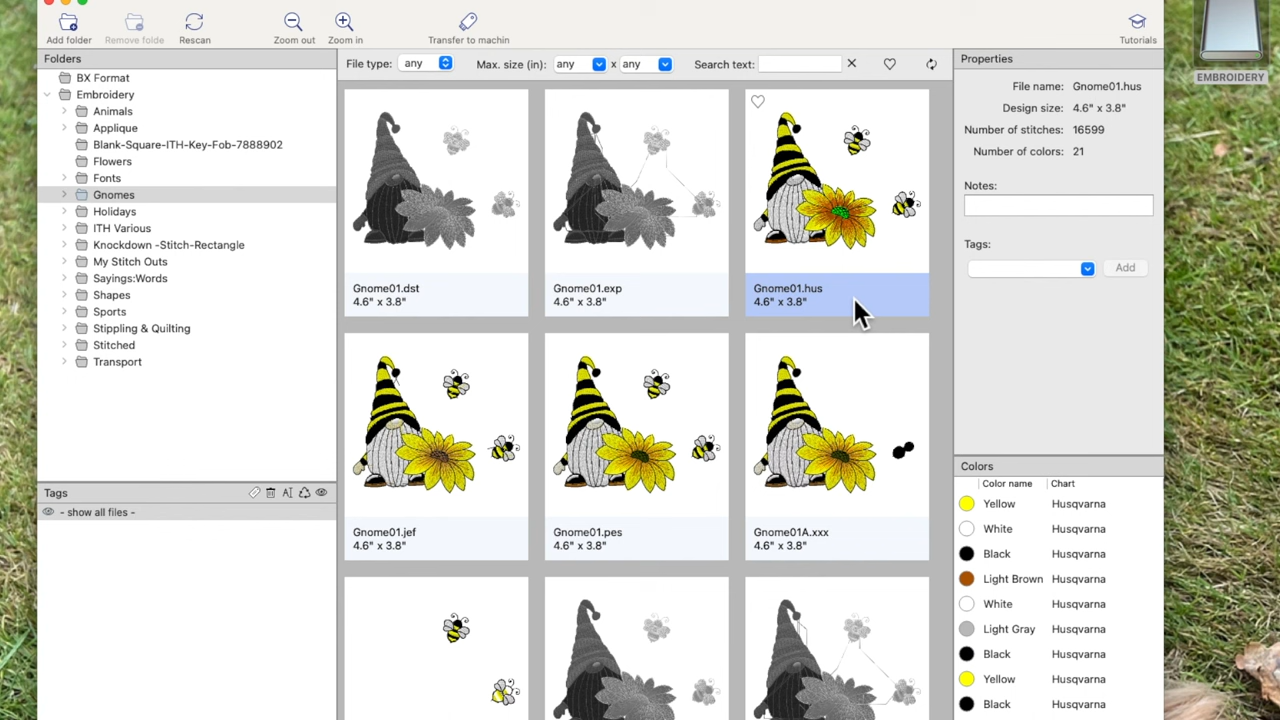 Add folder
Remove folde
Rescan
Zoom out
Zoom in
Transfer to machin
Tutorials
EMBROIDERY
Folders
BX Format
Embroidery
Animals
Applique
Blank-Square-ITH-Key-Fob-7888902
Flowers
Fonts
Gnomes
Holidays
ITH Various
Knockdown -Stitch-Rectangle
My Stitch Outs
Sayings:Words
Shapes
Sports
Stippling & Quilting
Stitched
Transport
Tags
- show all files -
File type: any Max. size (in): any x any Search text:
Gnome01.dst
4.6" x 3.8"
Gnome01.exp
4.6" x 3.8"
Gnome01.hus
4.6" x 3.8"
Gnome01.jef
4.6" x 3.8"
Gnome01.pes
4.6" x 3.8"
Gnome01A.xxx
4.6" x 3.8"
Properties
File name: Gnome01.hus
Design size: 4.6" x 3.8"
Number of stitches: 16599
Number of colors: 21
Notes:
Tags:
Add
Colors
Color name Chart
Yellow Husqvarna
White Husqvarna
Black Husqvarna
Light Brown Husqvarna
White Husqvarna
Light Gray Husqvarna
Black Husqvarna
Yellow Husqvarna
Black Husqvarna